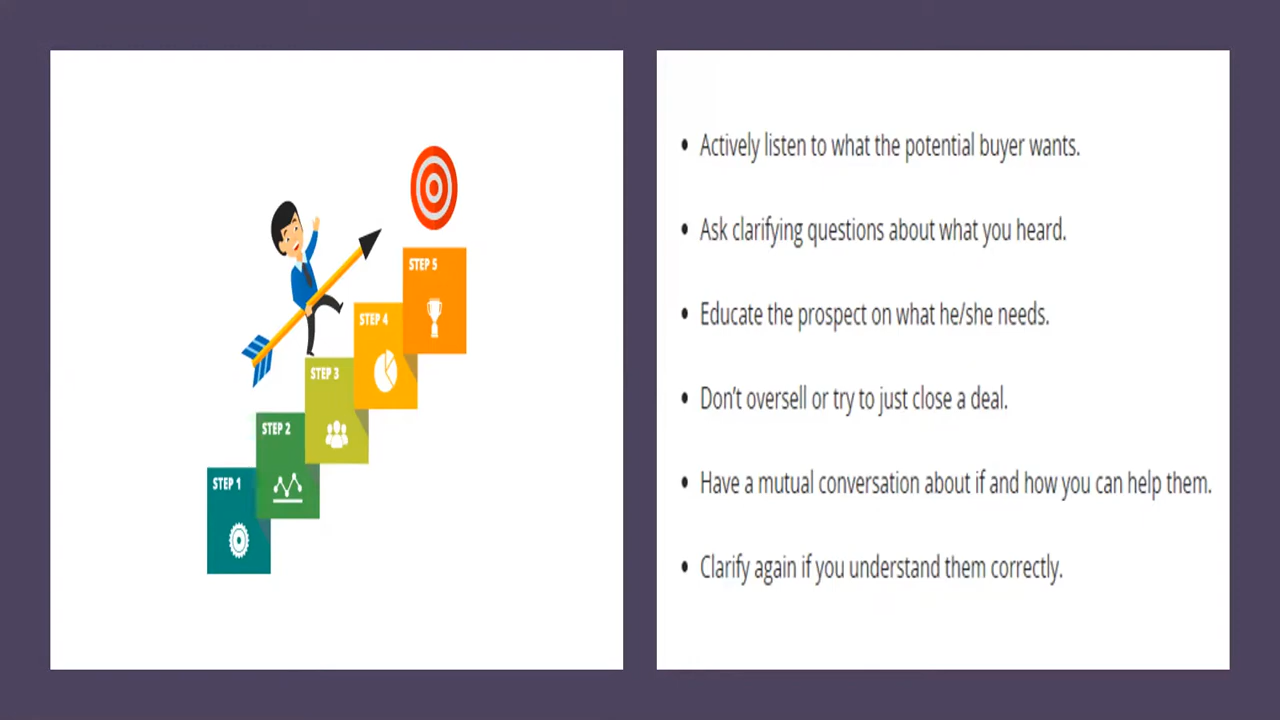 STEP 5
STEP 4
STEP 3
STEP 2
STEP 1
• Actively listen to what the potential buyer wants.
• Ask clarifying questions about what you heard.
• Educate the prospect on what he/she needs.
• Don’t oversell or try to just close a deal.
• Have a mutual conversation about if and how you can help them.
• Clarify again if you understand them correctly.